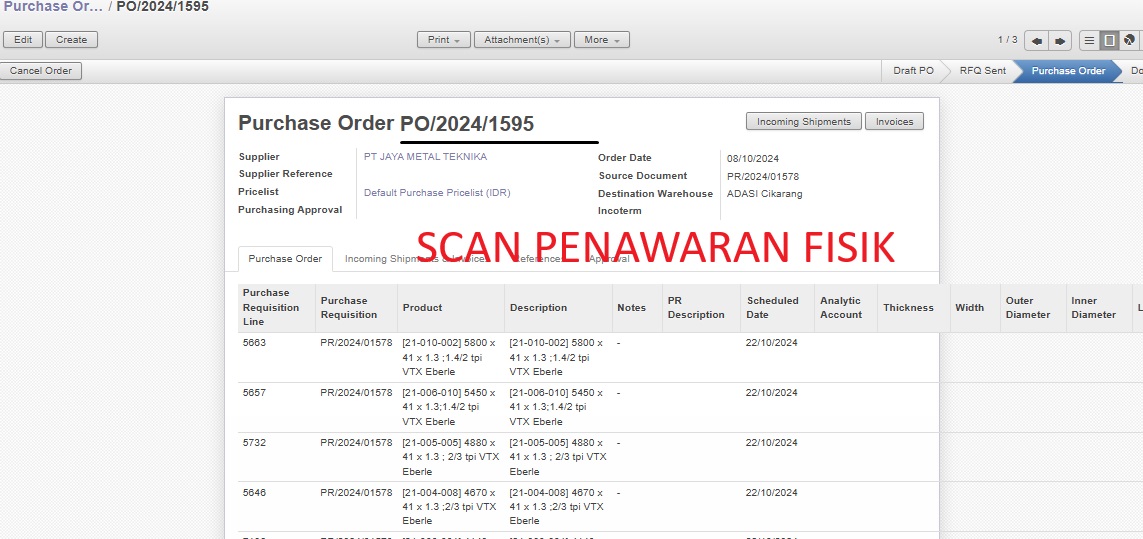 Purchase Or... / PO/2024/1595
Edit Create Print Attachment(s) More 1 / 3
Cancel Order Draft PO RFQ Sent Purchase Order
Purchase Order PO/2024/1595 Incoming Shipments Invoices
Supplier PT JAYA METAL TEKNIKA Order Date 08/10/2024
Supplier Reference Source Document PR/2024/01578
Pricelist Default Purchase Pricelist (IDR) Destination Warehouse ADASI Cikarang
Purchasing Approval Incoterm
SCAN PENAWARAN FISIK
Purchase Order Incoming Shipments & Invoices References Approval
Purchase Requisition Line Purchase Requisition Product Description Notes PR Description Scheduled Date Analytic Account Thickness Width Outer Diameter Inner Diameter
5663 PR/2024/01578 [21-010-002] 5800 x [21-010-002] 5800 x - 22/10/2024
41 x 1.3 ;1.4/2 tpi 41 x 1.3 ;1.4/2 tpi
VTX Eberle VTX Eberle
5657 PR/2024/01578 [21-006-010] 5450 x [21-006-010] 5450 x - 22/10/2024
41 x 1.3;1.4/2 tpi 41 x 1.3;1.4/2 tpi
VTX Eberle VTX Eberle
5732 PR/2024/01578 [21-005-005] 4880 x [21-005-005] 4880 x - 22/10/2024
41 x 1.3 ; 2/3 tpi VTX 41 x 1.3 ; 2/3 tpi VTX
Eberle Eberle
5646 PR/2024/01578 [21-004-008] 4670 x [21-004-008] 4670 x - 22/10/2024
41 x 1.3 ;2/3 tpi 41 x 1.3 ;2/3 tpi
VTX Eberle VTX Eberle